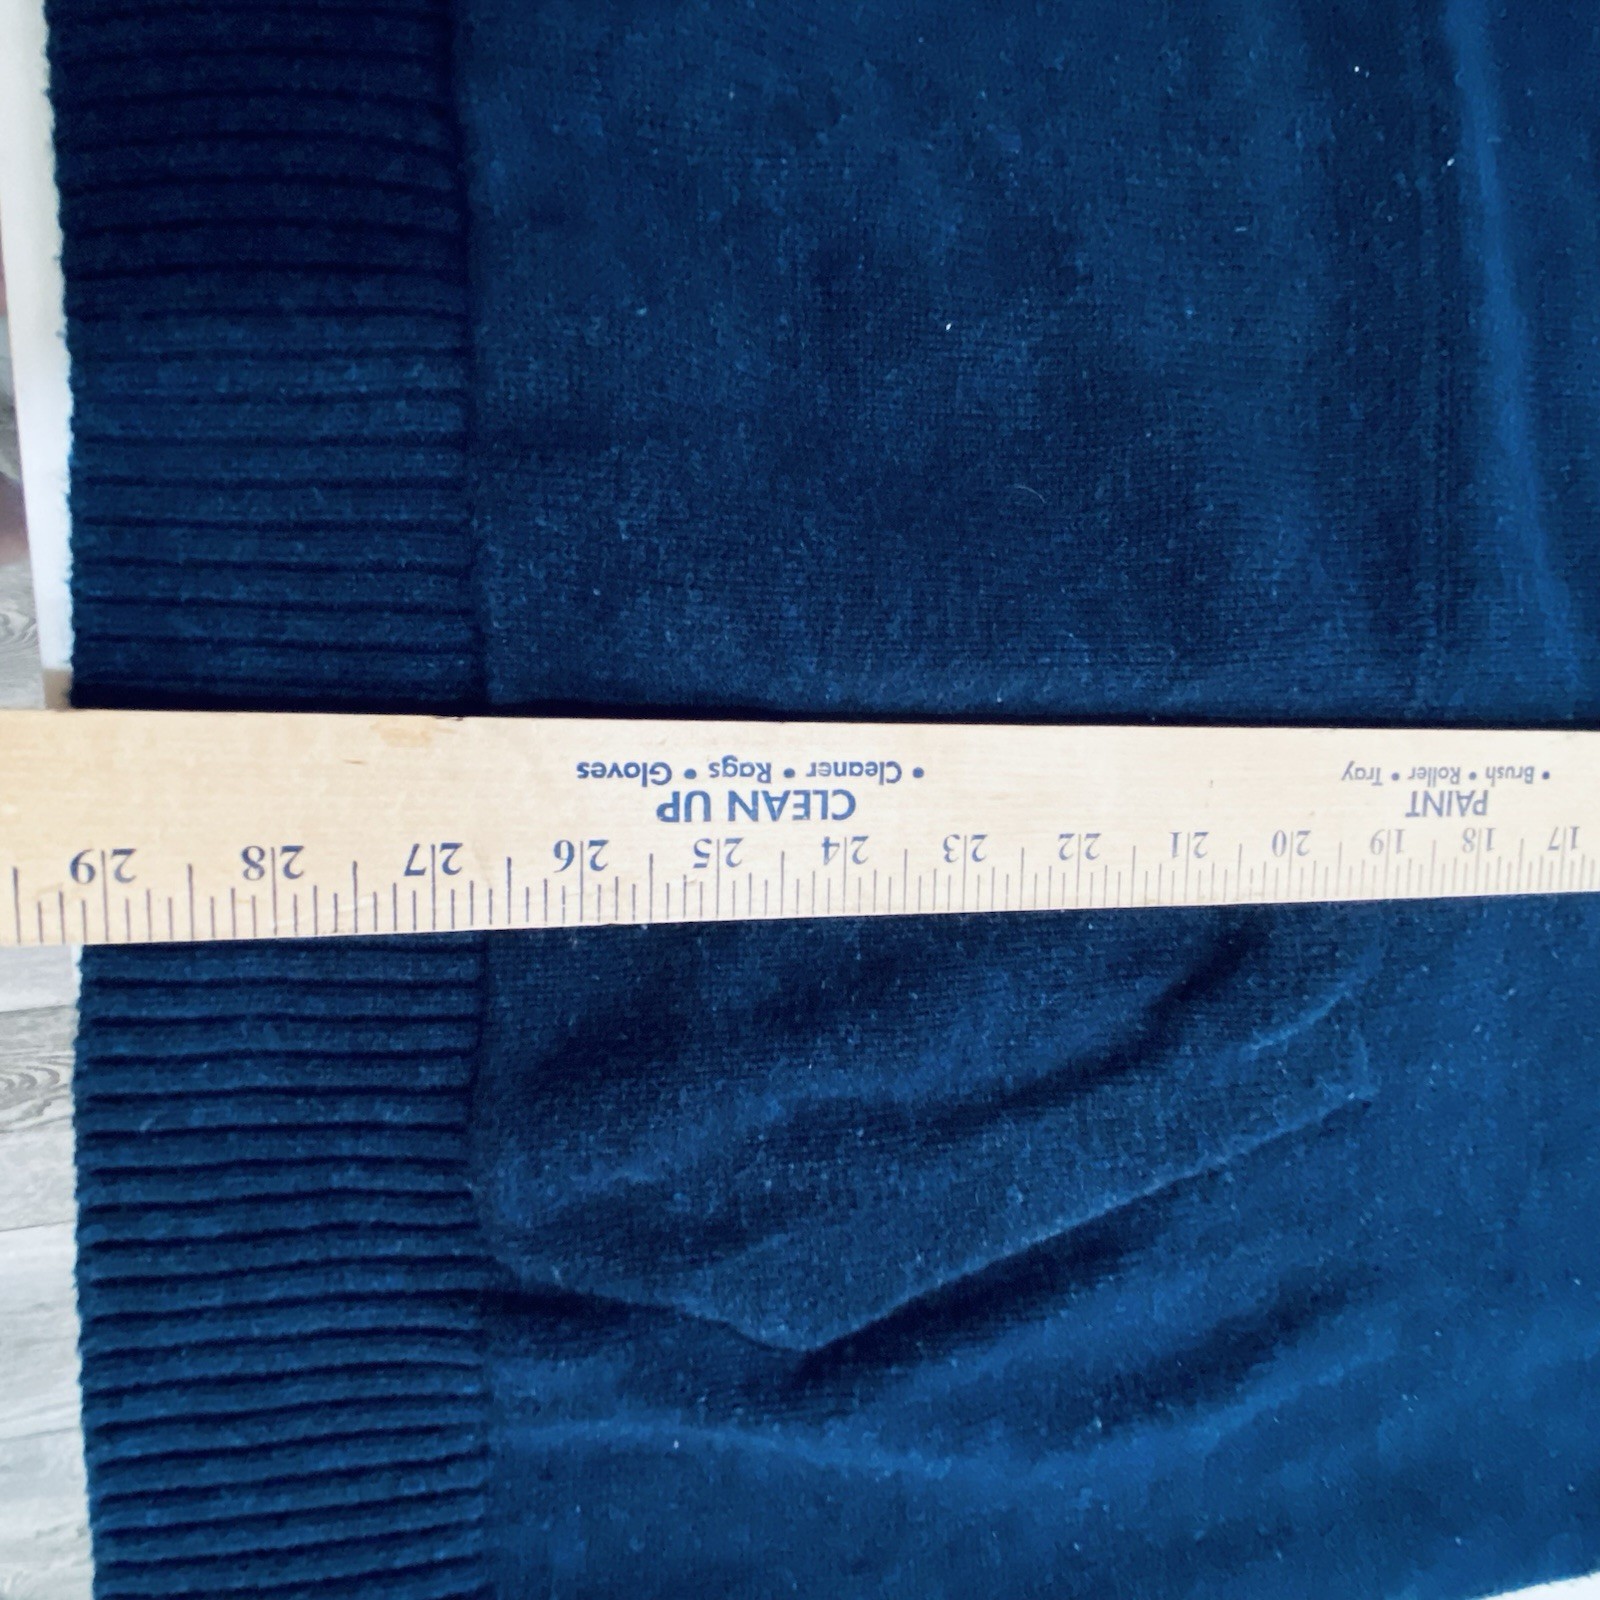 PAINT
• Brush • Roller • Tray
CLEAN UP
• Cleaner • Rags • Gloves
17 18 19 20 21 22 23 24 25 26 27 28 29